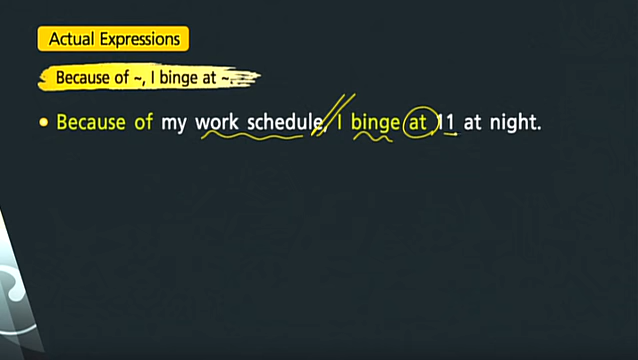 Actual Expressions
Because of ~, I binge at ~.
• Because of my work schedule, I binge at 11 at night.